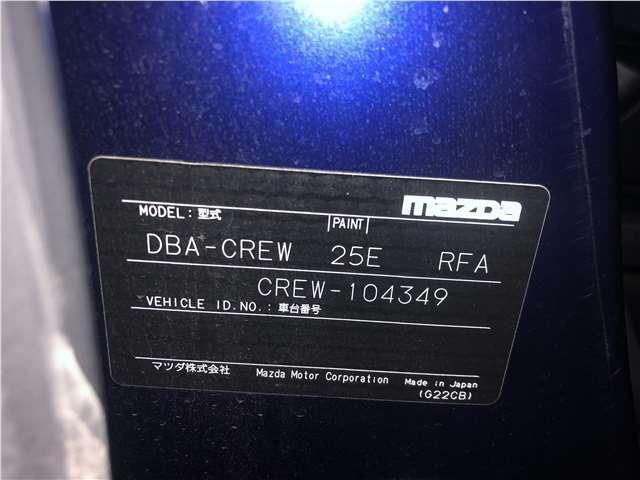 mazda
MODEL:型式 PAINT
DBA-CREW 25E RFA
CREW-104349
VEHICLE ID.NO.:車台番号
マツダ株式会社 Mazda Motor Corporation Made in Japan
(G22CB)